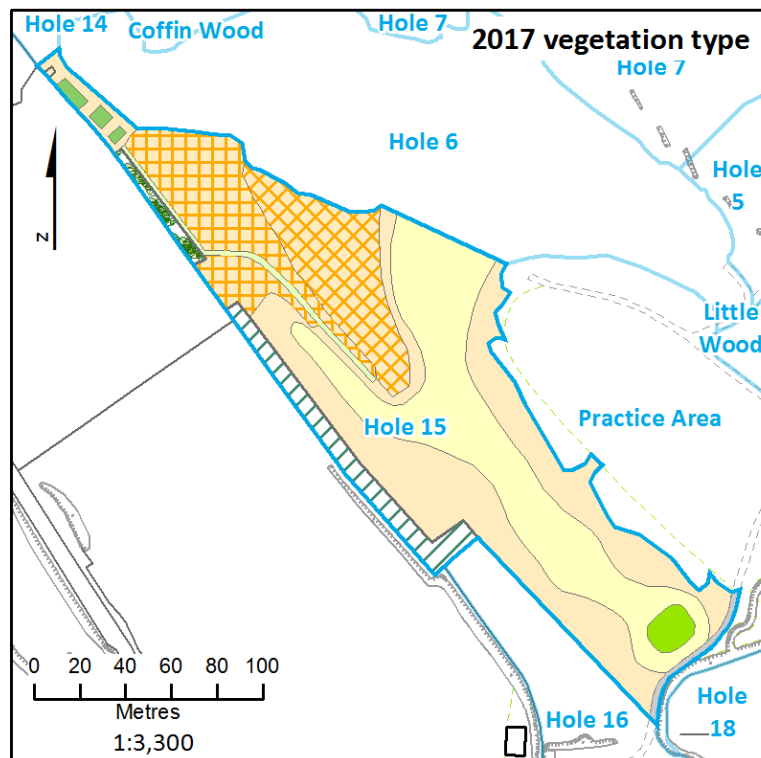 Hole 14
Coffin Wood
Hole 7
2017 vegetation type
Hole 7
Hole 6
Hole
5
N
Little
Wood
Practice Area
Hole 15
0 20 40 60 80 100
Metres
1:3,300
Hole 16
Hole
18